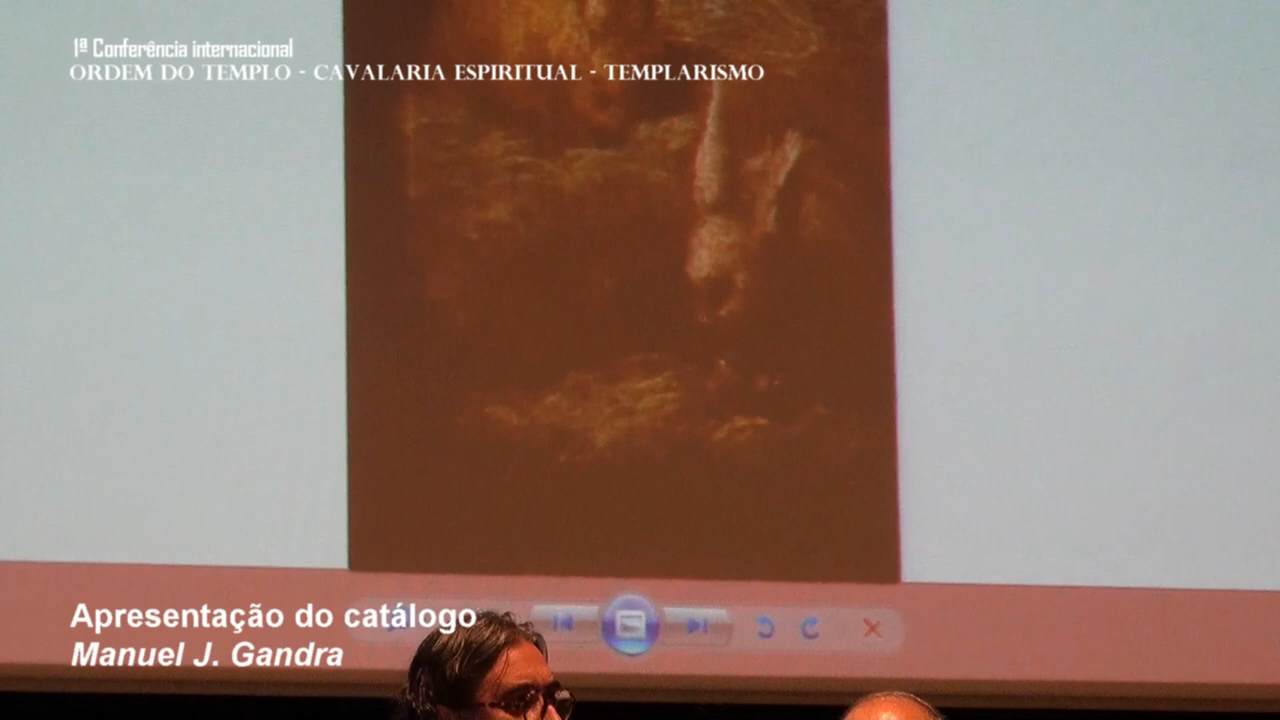 1ª Conferência internacional
ORDEM DO TEMPLO - CAVALARIA ESPIRITUAL - TEMPLARISMO
Apresentação do catálogo
Manuel J. Gandra